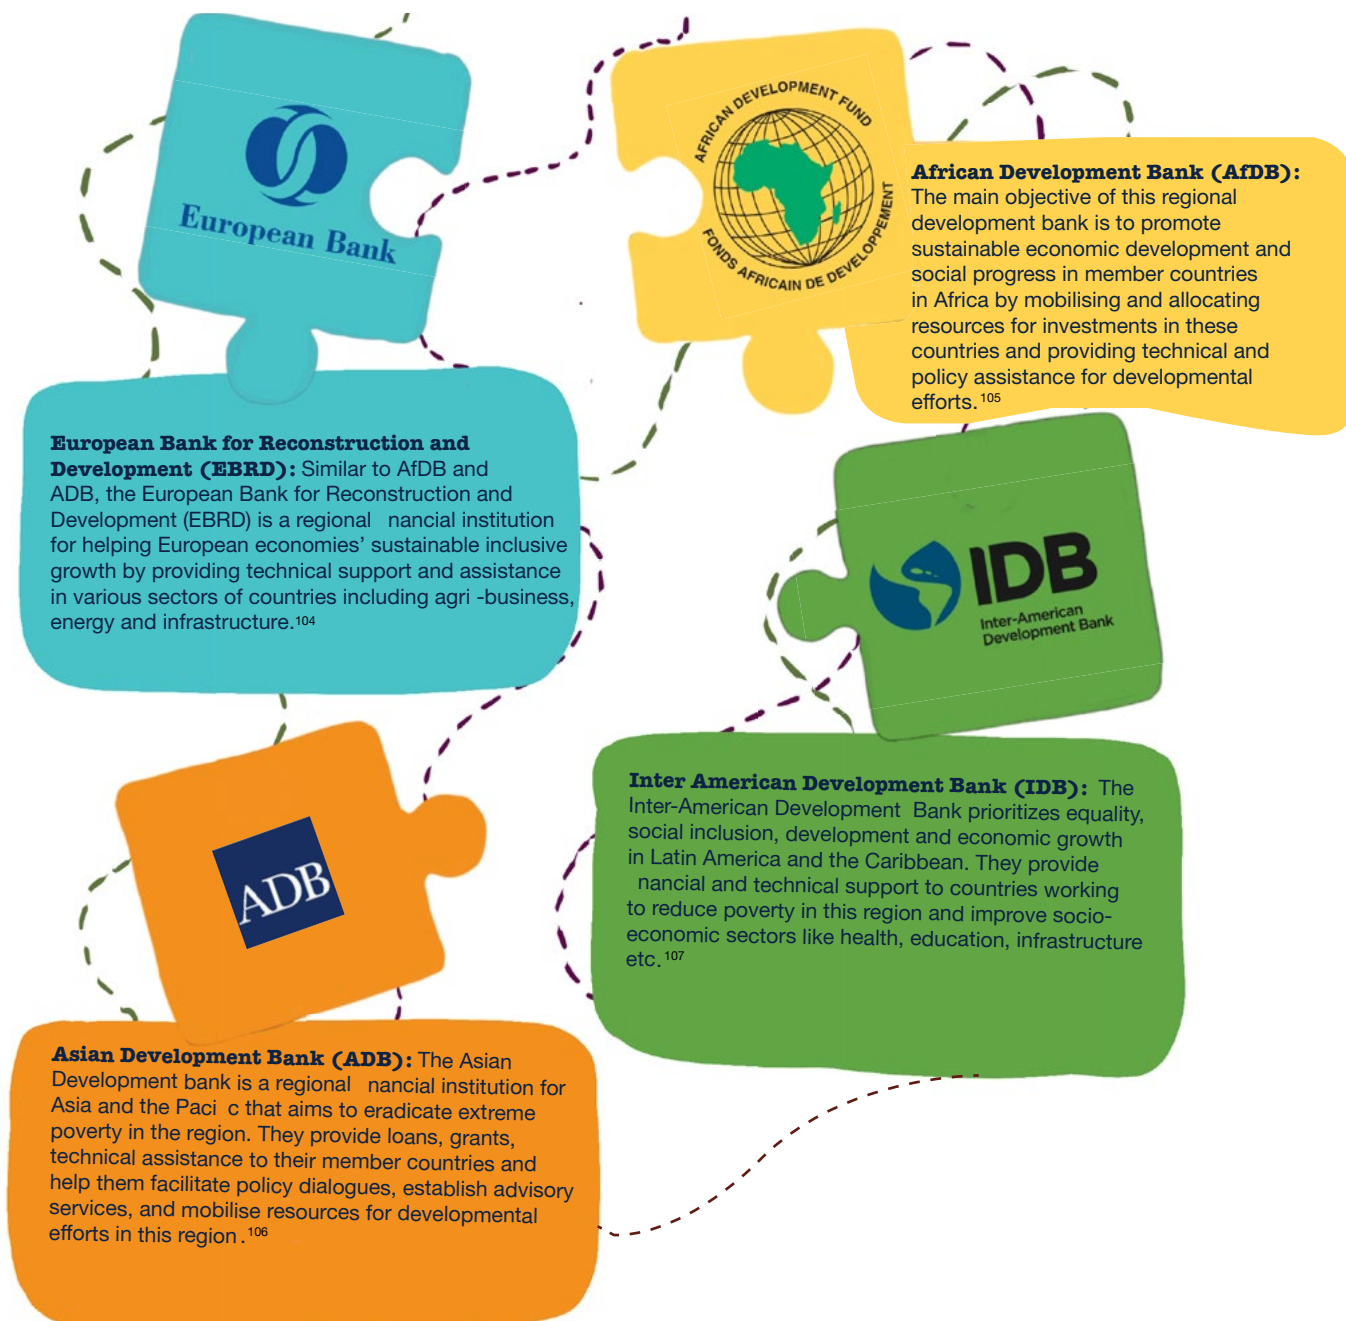 European Bank
AFRICAN DEVELOPMENT FUND
FONDS AFRICAIN DE DEVELOPPEMENT
African Development Bank (AfDB):
The main objective of this regional
development bank is to promote
sustainable economic development and
social progress in member countries
in Africa by mobilising and allocating
resources for investments in these
countries and providing technical and
policy assistance for developmental
efforts.105
European Bank for Reconstruction and
Development (EBRD): Similar to AfDB and
ADB, the European Bank for Reconstruction and
Development (EBRD) is a regional nancial institution
for helping European economies’ sustainable inclusive
growth by providing technical support and assistance
in various sectors of countries including agri -business,
energy and infrastructure.104
IDB
Inter-American
Development Bank
ADB
Inter American Development Bank (IDB): The
Inter-American Development Bank prioritizes equality,
social inclusion, development and economic growth
in Latin America and the Caribbean. They provide
nancial and technical support to countries working
to reduce poverty in this region and improve socio-
economic sectors like health, education, infrastructure
etc.107
Asian Development Bank (ADB): The Asian
Development bank is a regional nancial institution for
Asia and the Paci c that aims to eradicate extreme
poverty in the region. They provide loans, grants,
technical assistance to their member countries and
help them facilitate policy dialogues, establish advisory
services, and mobilise resources for developmental
efforts in this region.106